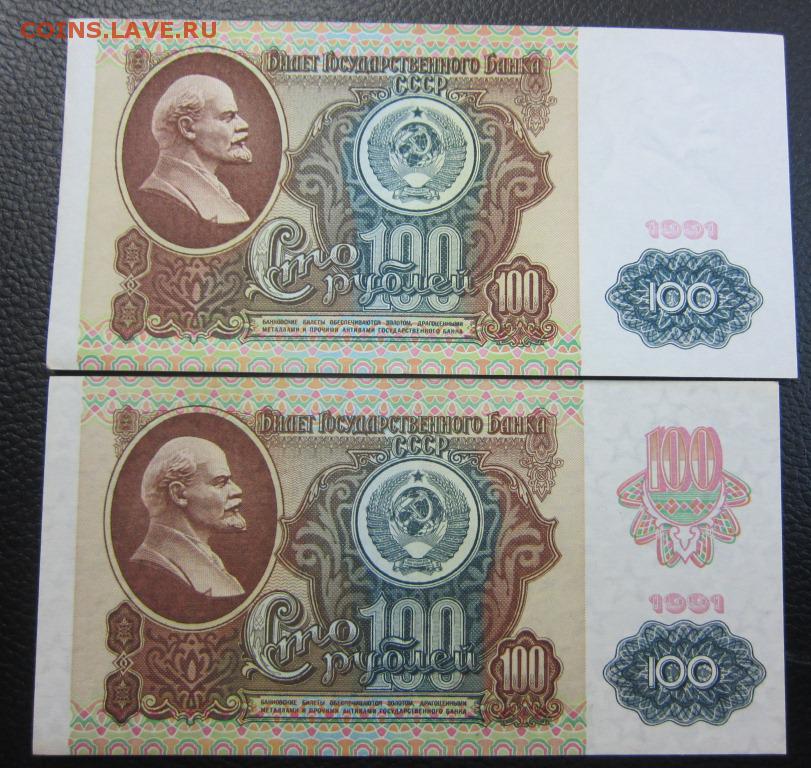 COINS.LAVE.RU
Билет Государственного Банка
СССР
1991
Сто 100
рублей
100
100
БАНКОВСКИЕ БИЛЕТЫ ОБЕСПЕЧИВАЮТСЯ ЗОЛОТОМ, ДРАГОЦЕННЫМИ
МЕТАЛЛАМИ И ПРОЧИМИ АКТИВАМИ ГОСУДАРСТВЕННОГО БАНКА
Билет Государственного Банка
СССР
100
1991
Сто 100
рублей
100
100
БАНКОВСКИЕ БИЛЕТЫ ОБЕСПЕЧИВАЮТСЯ ЗОЛОТОМ, ДРАГОЦЕННЫМИ
МЕТАЛЛАМИ И ПРОЧИМИ АКТИВАМИ ГОСУДАРСТВЕННОГО БАНКА